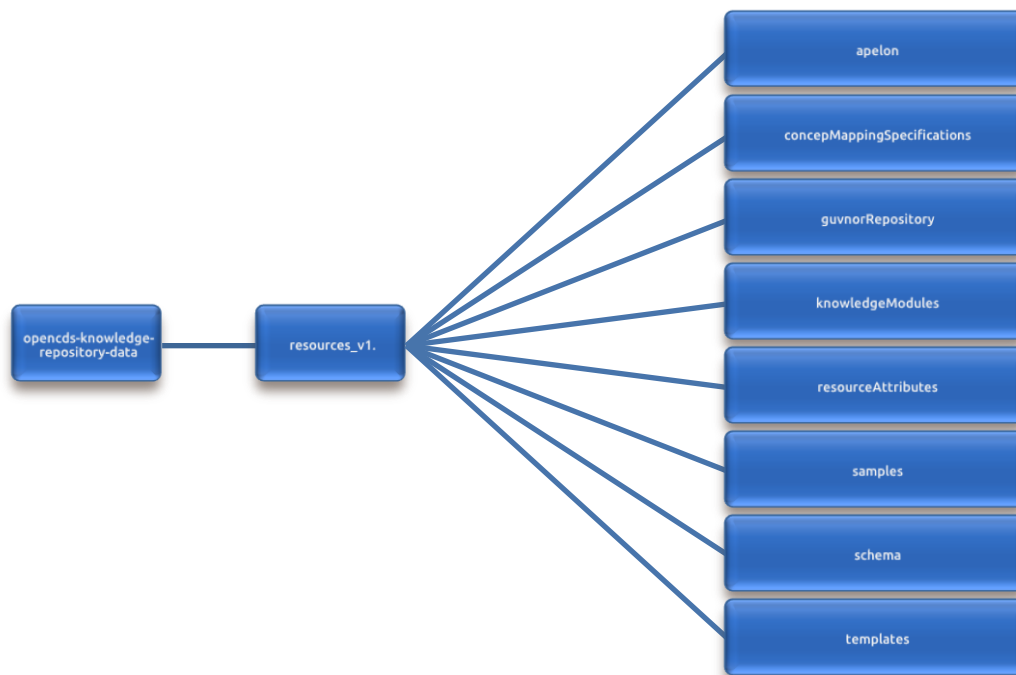 apelon
concepMappingSpecifications
guvnorRepository
knowledgeModules
opencds-knowledge-
repository-data
resources_v1.
resourceAttributes
samples
schema
templates